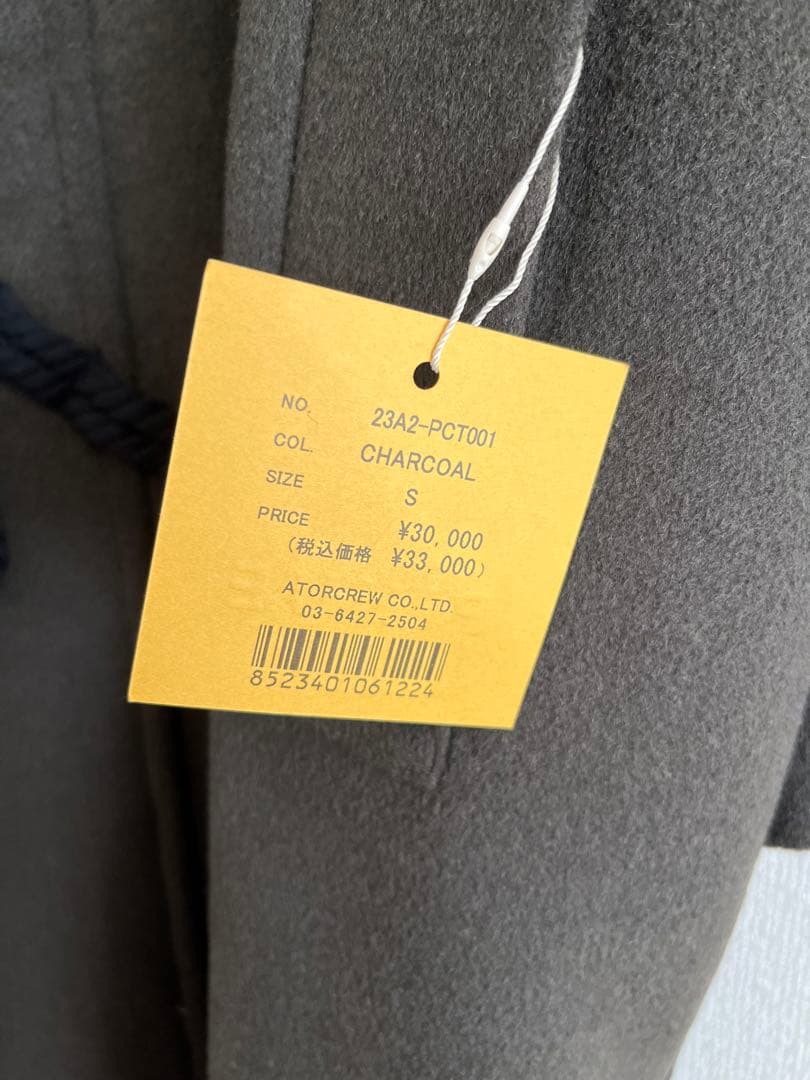 NO. 23A2-PCT001
COL. CHARCOAL
SIZE S
PRICE ¥30,000
(税込価格 ¥33,000)
ATORCREW CO.,LTD.
03-6427-2504
8523401061224